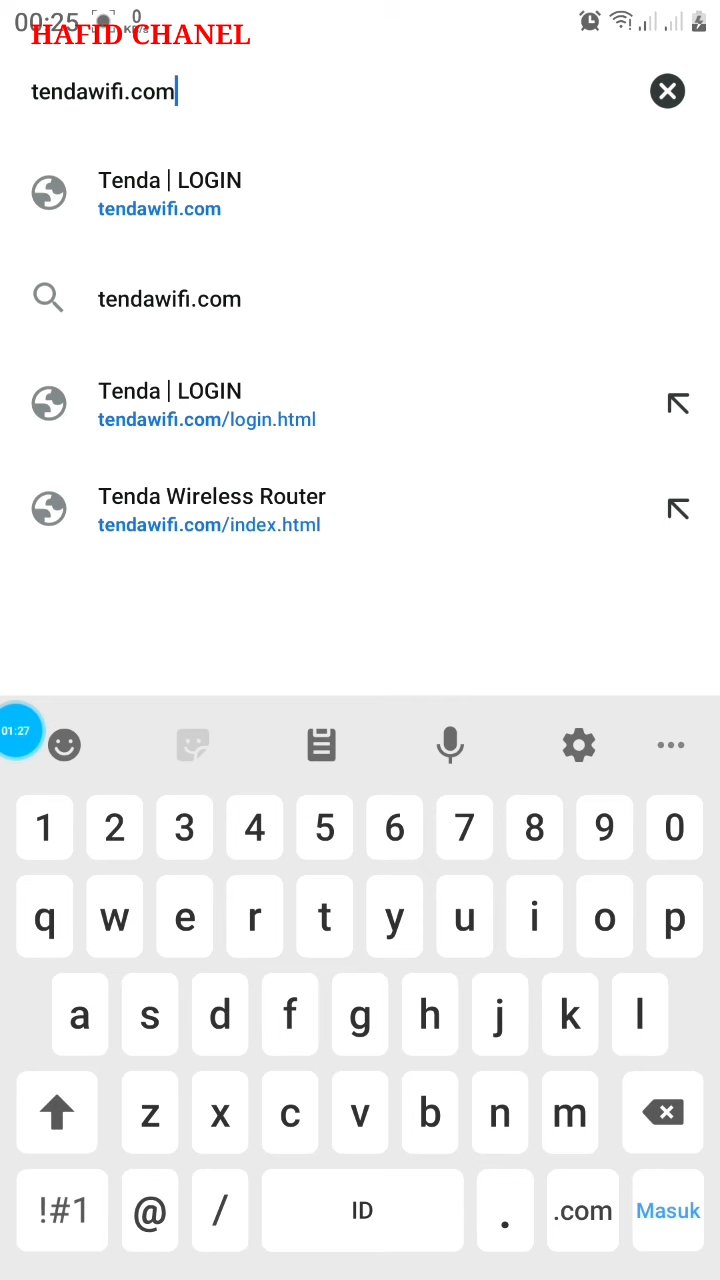 00:25
0
KB/s
HAFID CHANEL
tendawifi.com
Tenda | LOGIN
tendawifi.com
tendawifi.com
Tenda | LOGIN
tendawifi.com/login.html
Tenda Wireless Router
tendawifi.com/index.html
01:27
1 2 3 4 5 6 7 8 9 0
q w e r t y u i o p
a s d f g h j k l
z x c v b n m
!#1 @ / ID . .com Masuk